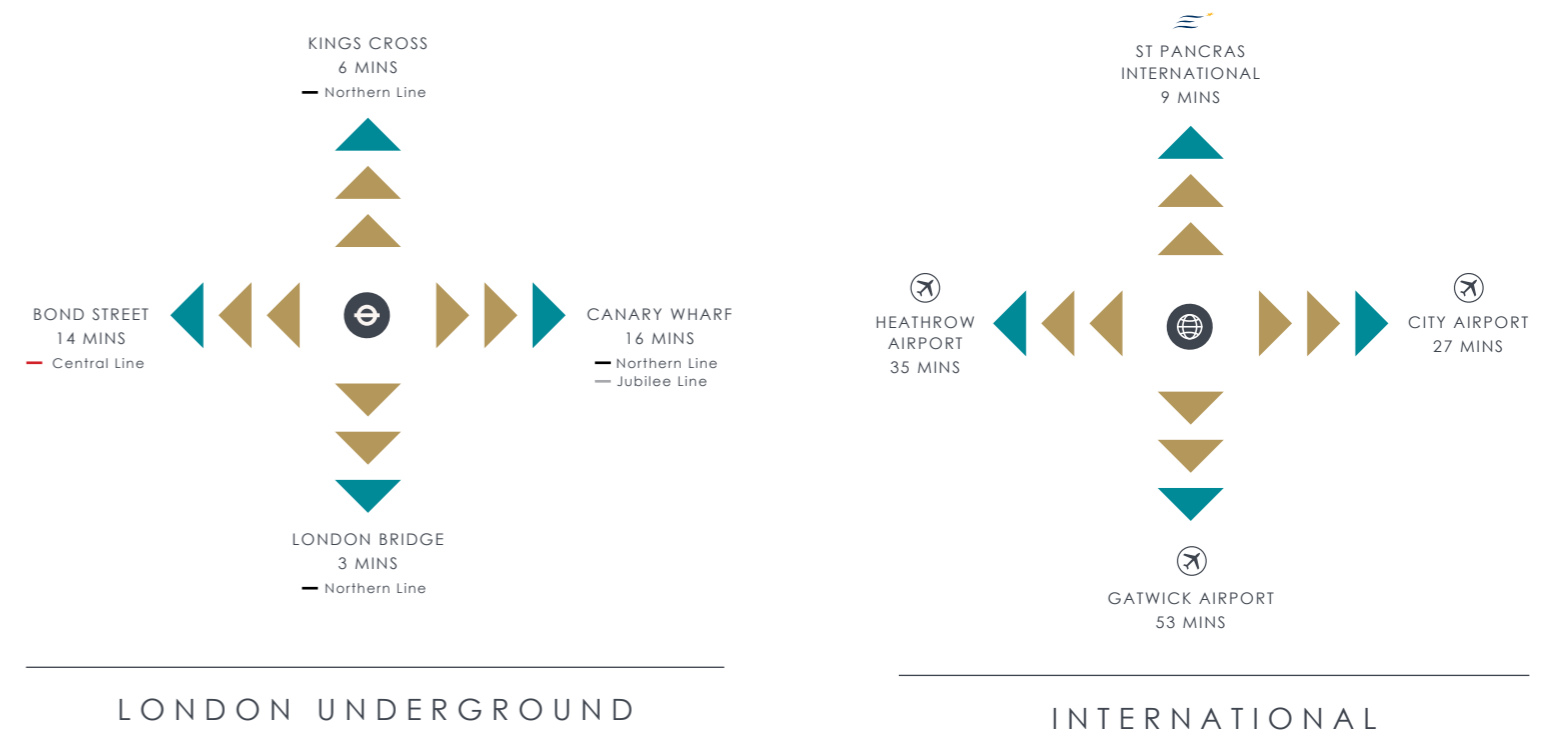 KINGS CROSS
6 MINS
Northern Line
BOND STREET
14 MINS
Central Line
CANARY WHARF
16 MINS
Northern Line
Jubilee Line
LONDON BRIDGE
3 MINS
Northern Line
LONDON UNDERGROUND
ST PANCRAS
INTERNATIONAL
9 MINS
HEATHROW
AIRPORT
35 MINS
CITY AIRPORT
27 MINS
GATWICK AIRPORT
53 MINS
INTERNATIONAL